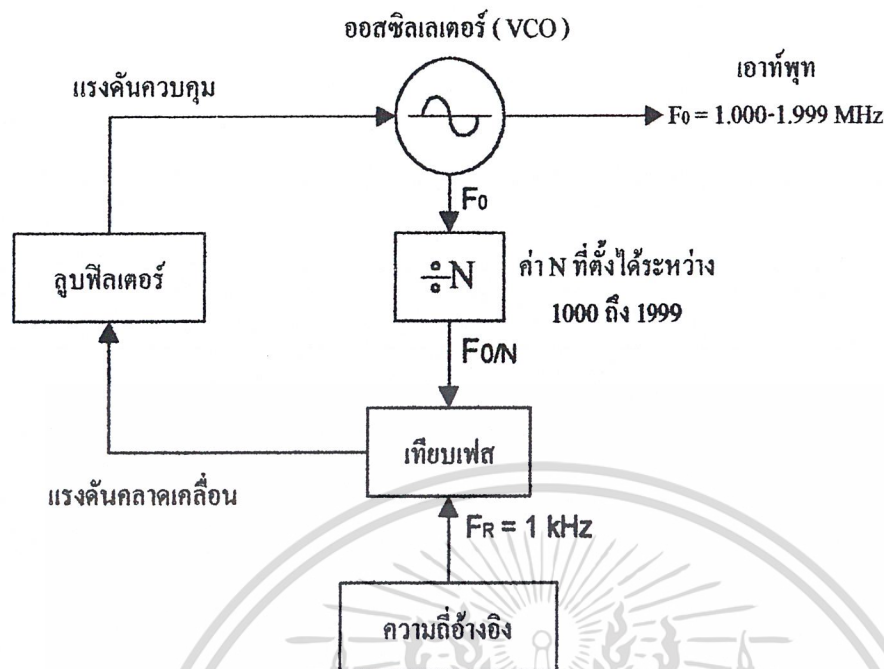 ออสซิลเลเตอร์ ( VCO )
เอาท์พุท
แรงดันควบคุม
F0 = 1.000-1.999 MHz
F0
ลูบฟิลเตอร์
÷N
ค่า N ที่ตั้งได้ระหว่าง
1000 ถึง 1999
F0/N
เทียบเฟส
แรงดันคลาดเคลื่อน
FR = 1 kHz
ความถี่อ้างอิง